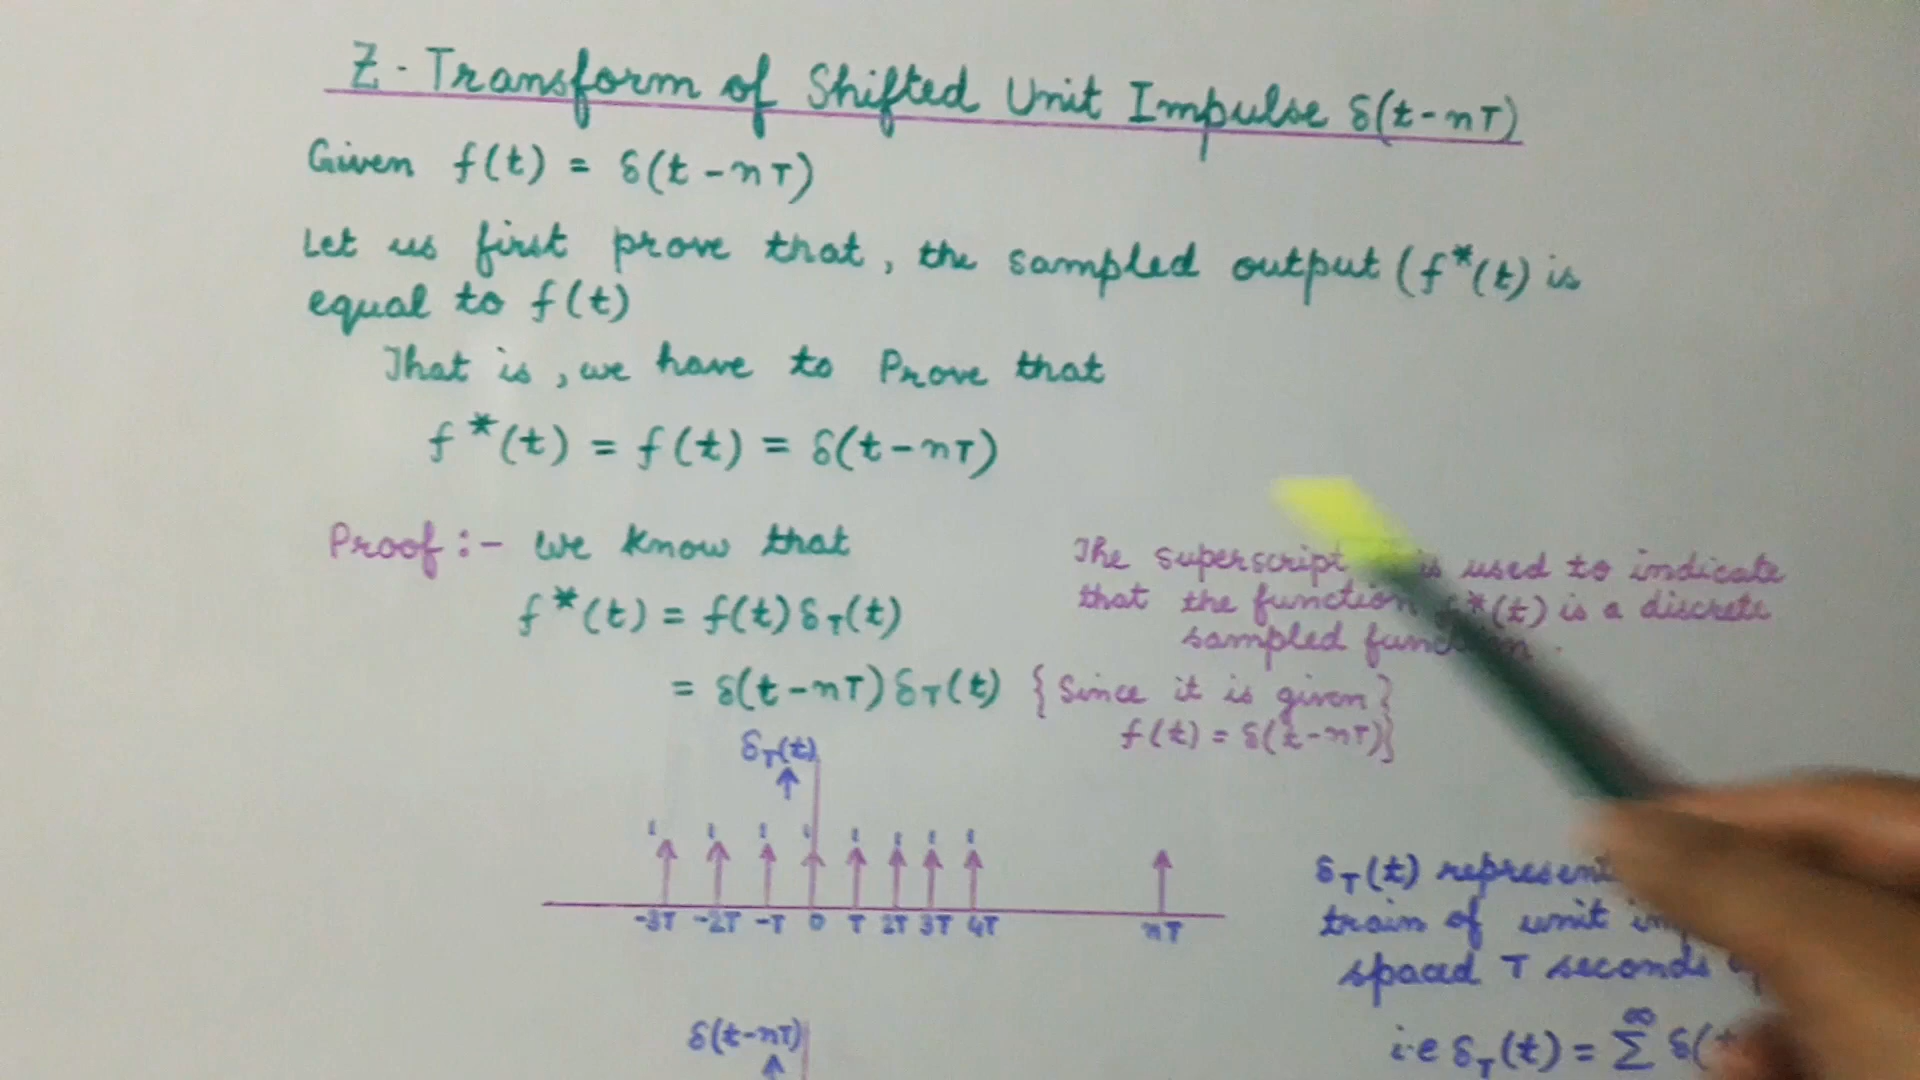 Z-Transform of Shifted Unit Impulse δ(t-nT)
Given f(t) = δ(t-nT)
Let us first prove that, the sampled output (f*(t) is
equal to f(t)
That is, we have to Prove that
f*(t) = f(t) = δ(t-nT)
Proof :- we know that
f*(t) = f(t) δT(t)
= δ(t-nT) δT(t) {Since it is given}
f(t) = δ(t-nT)}
The superscript is used to indicate
that the function f*(t) is a discrete
sampled function.
δT(t)
1 1 1 1 1 1 1 1
-3T -2T -T 0 T 2T 3T 4T nT
δT(t)
train of unit
spaced T seconds
i.e δT(t) = ∞Σ δ(
δ(t-nT)